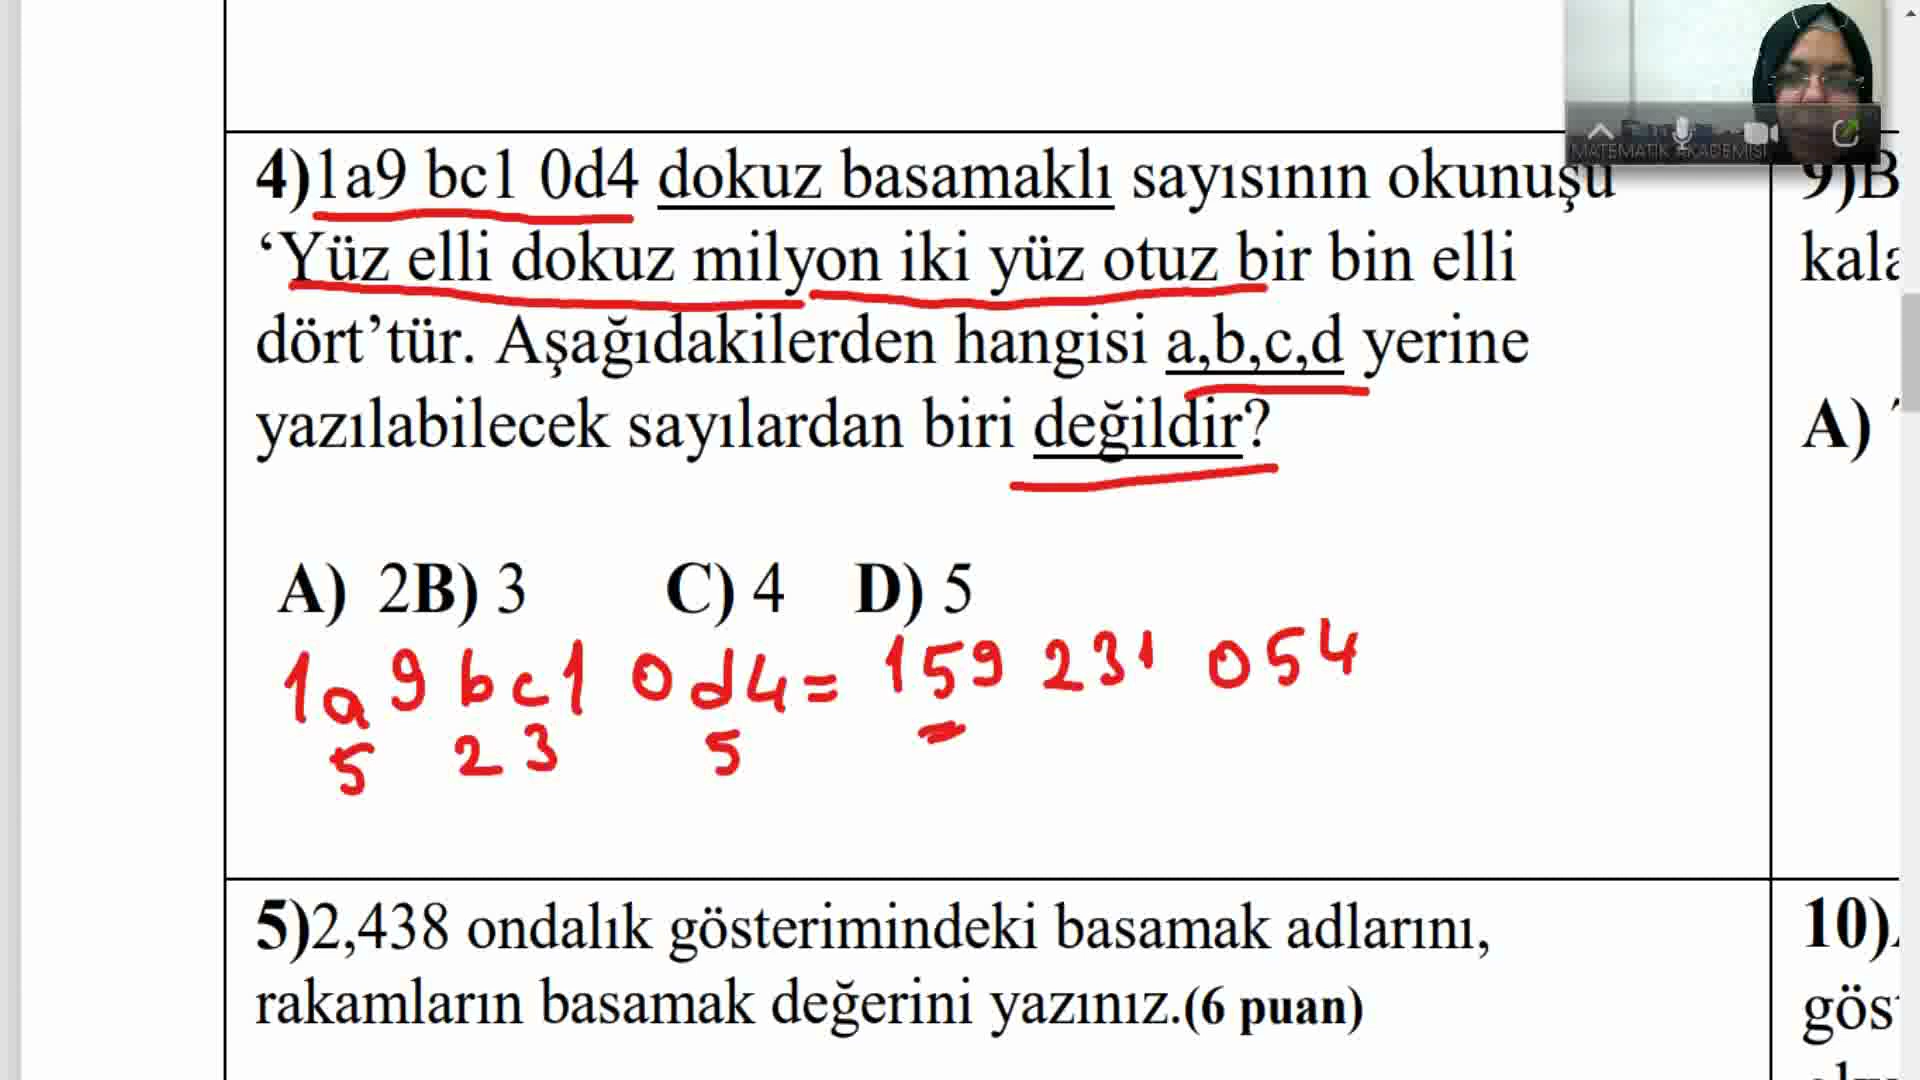 4)1a9 bc1 0d4 dokuz basamaklı sayısının okunuşu
‘Yüz elli dokuz milyon iki yüz otuz bir bin elli
dört’tür. Aşağıdakilerden hangisi a,b,c,d yerine
yazılabilecek sayılardan biri değildir?
A) 2B) 3 C) 4 D) 5
1a9 bc1 0d4 = 159 231 054
5 2 3 5
5)2,438 ondalık gösterimindeki basamak adlarını,
rakamların basamak değerini yazınız.(6 puan)
MATEMATİK AKADEMİSİ
9)B
kala
A)
10)
gös